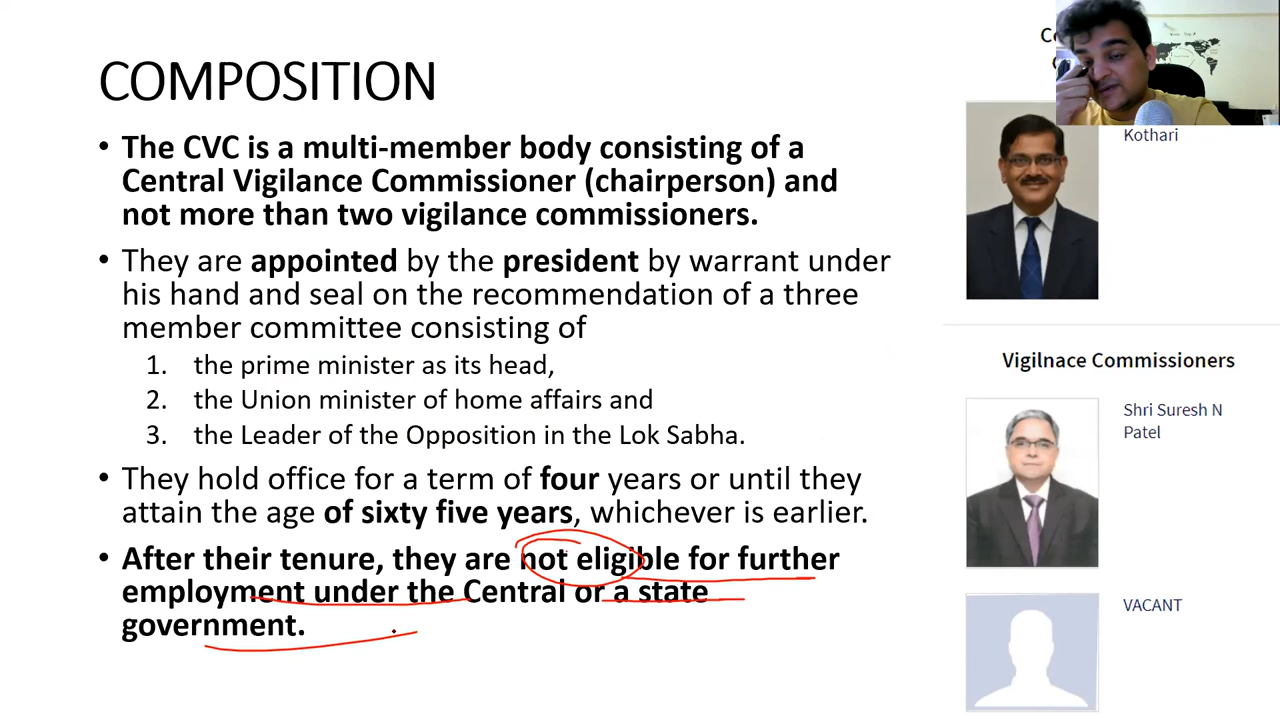 COMPOSITION
• The CVC is a multi-member body consisting of a
Central Vigilance Commissioner (chairperson) and
not more than two vigilance commissioners.
• They are appointed by the president by warrant under
his hand and seal on the recommendation of a three
member committee consisting of
1. the prime minister as its head,
2. the Union minister of home affairs and
3. the Leader of the Opposition in the Lok Sabha.
• They hold office for a term of four years or until they
attain the age of sixty five years, whichever is earlier.
• After their tenure, they are not eligible for further
employment under the Central or a state
government.
Kothari
Vigilnace Commissioners
Shri Suresh N
Patel
VACANT